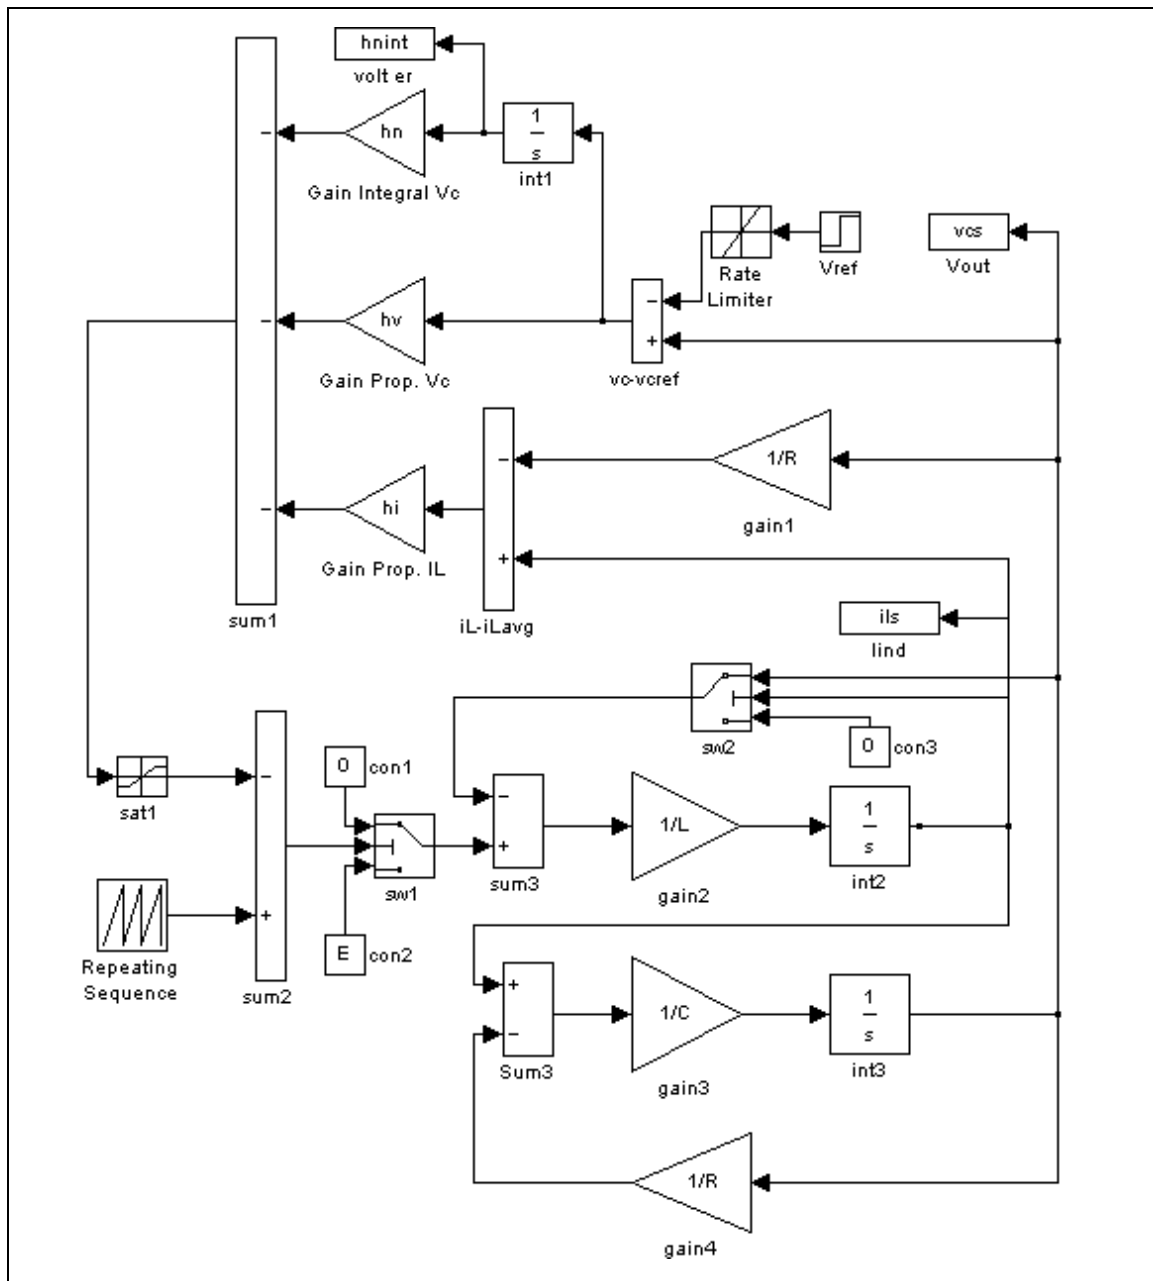 hnint
volt er
hn
Gain Integral Vc
1
s
int1
Rate
Limiter
Vref
vcs
Vout
hv
Gain Prop. Vc
vc-vcref
1/R
gain1
hi
Gain Prop. IL
iL-iLavg
sum1
ils
Iind
sw2
0
con3
sat1
0
con1
sw1
E
con2
sum3
1/L
gain2
1
s
int2
Repeating
Sequence
sum2
Sum3
1/C
gain3
1
s
int3
1/R
gain4